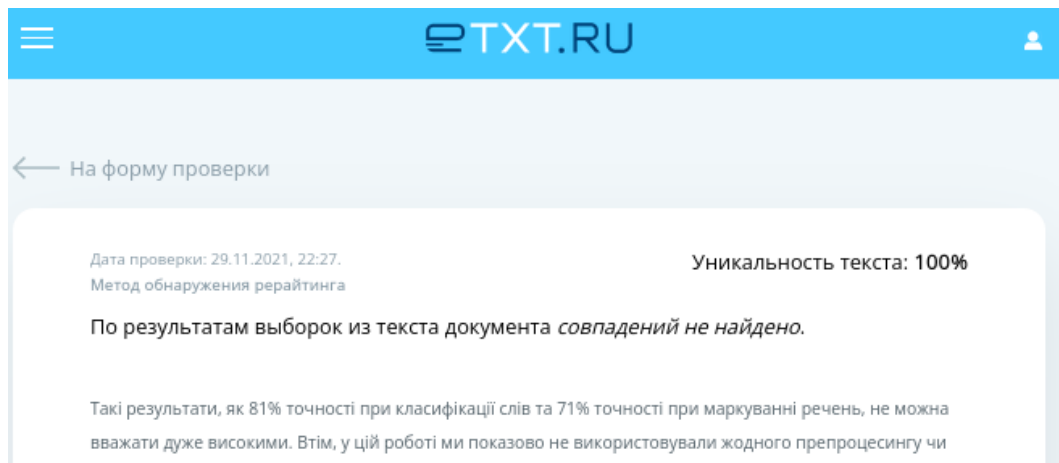 eTXT.RU
На форму проверки
Дата проверки: 29.11.2021, 22:27.
Уникальность текста: 100%
Метод обнаружения рерайтинга
По результатам выборок из текста документа совпадений не найдено.
Такі результати, як 81% точності при класифікації слів та 71% точності при маркуванні речень, не можна
вважати дуже високими. Втім, у цій роботі ми показово не використовували жодного препроцесингу чи